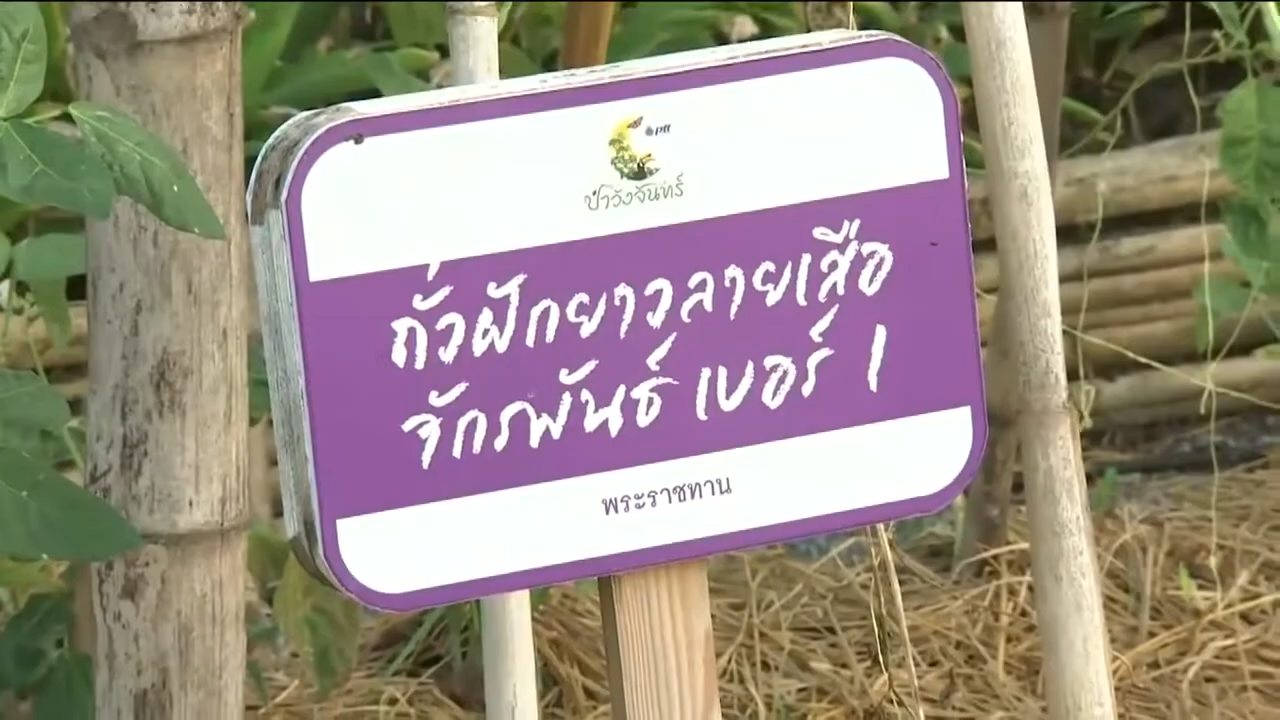 ptt
ป่าวังจันทร์
ถั่วฝักยาวลายเสือ
จักรพันธ์ เบอร์ 1
พระราชทาน